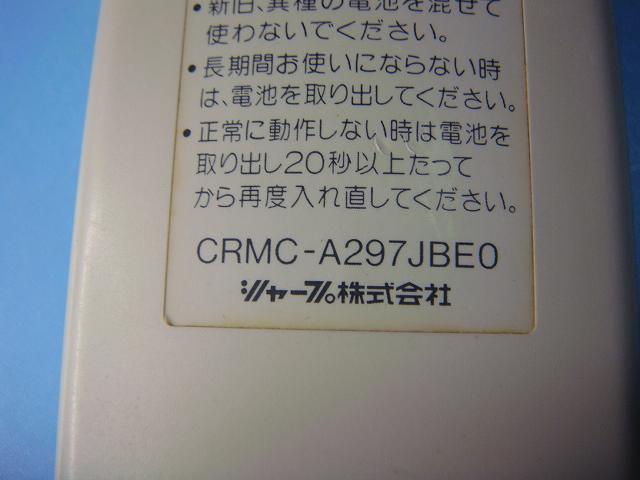 ・新旧、異種の電池を混ぜて
使わないでください。
・長期間お使いにならない時
は、電池を取り出してください。
・正常に動作しない時は電池を
取り出し20秒以上たって
から再度入れ直してください。
CRMC-A297JBE0
シャープ株式会社